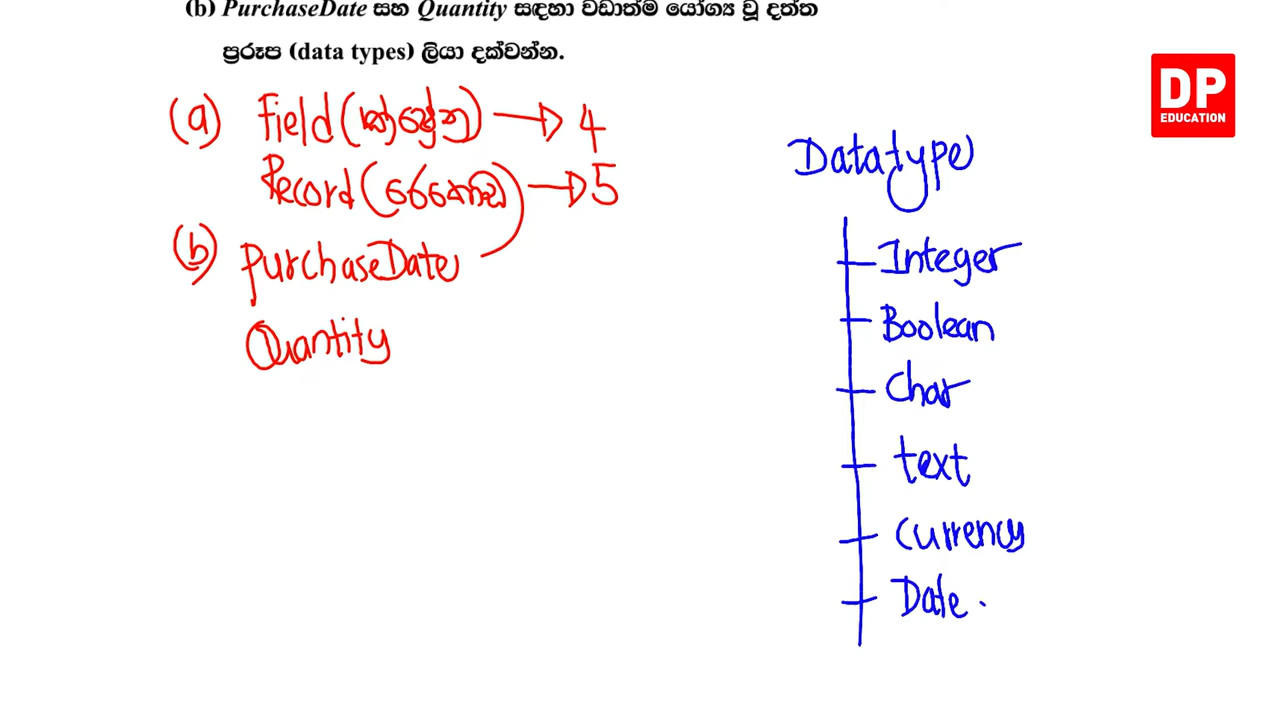 (b) PurchaseDate සහ Quantity සඳහා වඩාත්ම යෝග්‍ය වූ දත්ත
ප්‍රරූප (data types) ලියා දක්වන්න.
DP
EDUCATION
(a) Field (ක්ෂේත්‍ර) → 4
Record (රෙකෝඩ) → 5
(b) PurchaseDate
Quantity
Datatype
Integer
Boolean
Char
text
Currency
Date